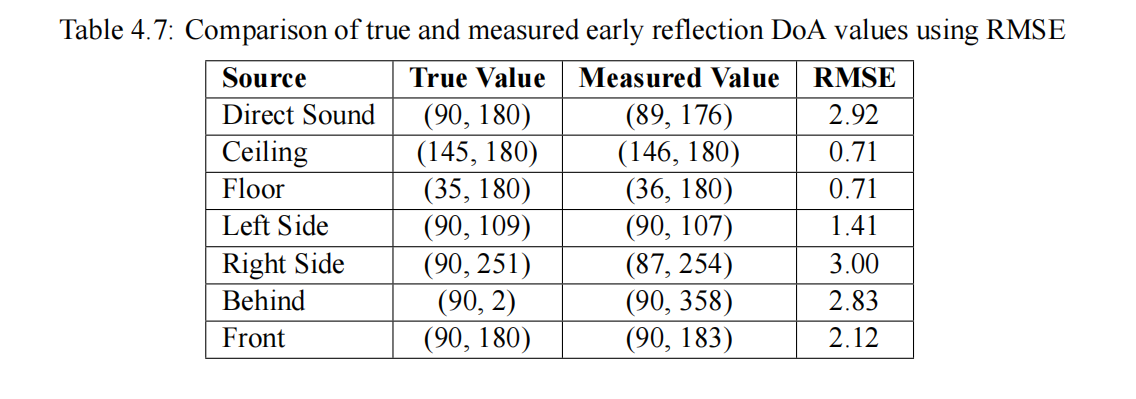 Table 4.7: Comparison of true and measured early reflection DoA values using RMSE
Source True Value Measured Value RMSE
Direct Sound (90, 180) (89, 176) 2.92
Ceiling (145, 180) (146, 180) 0.71
Floor (35, 180) (36, 180) 0.71
Left Side (90, 109) (90, 107) 1.41
Right Side (90, 251) (87, 254) 3.00
Behind (90, 2) (90, 358) 2.83
Front (90, 180) (90, 183) 2.12